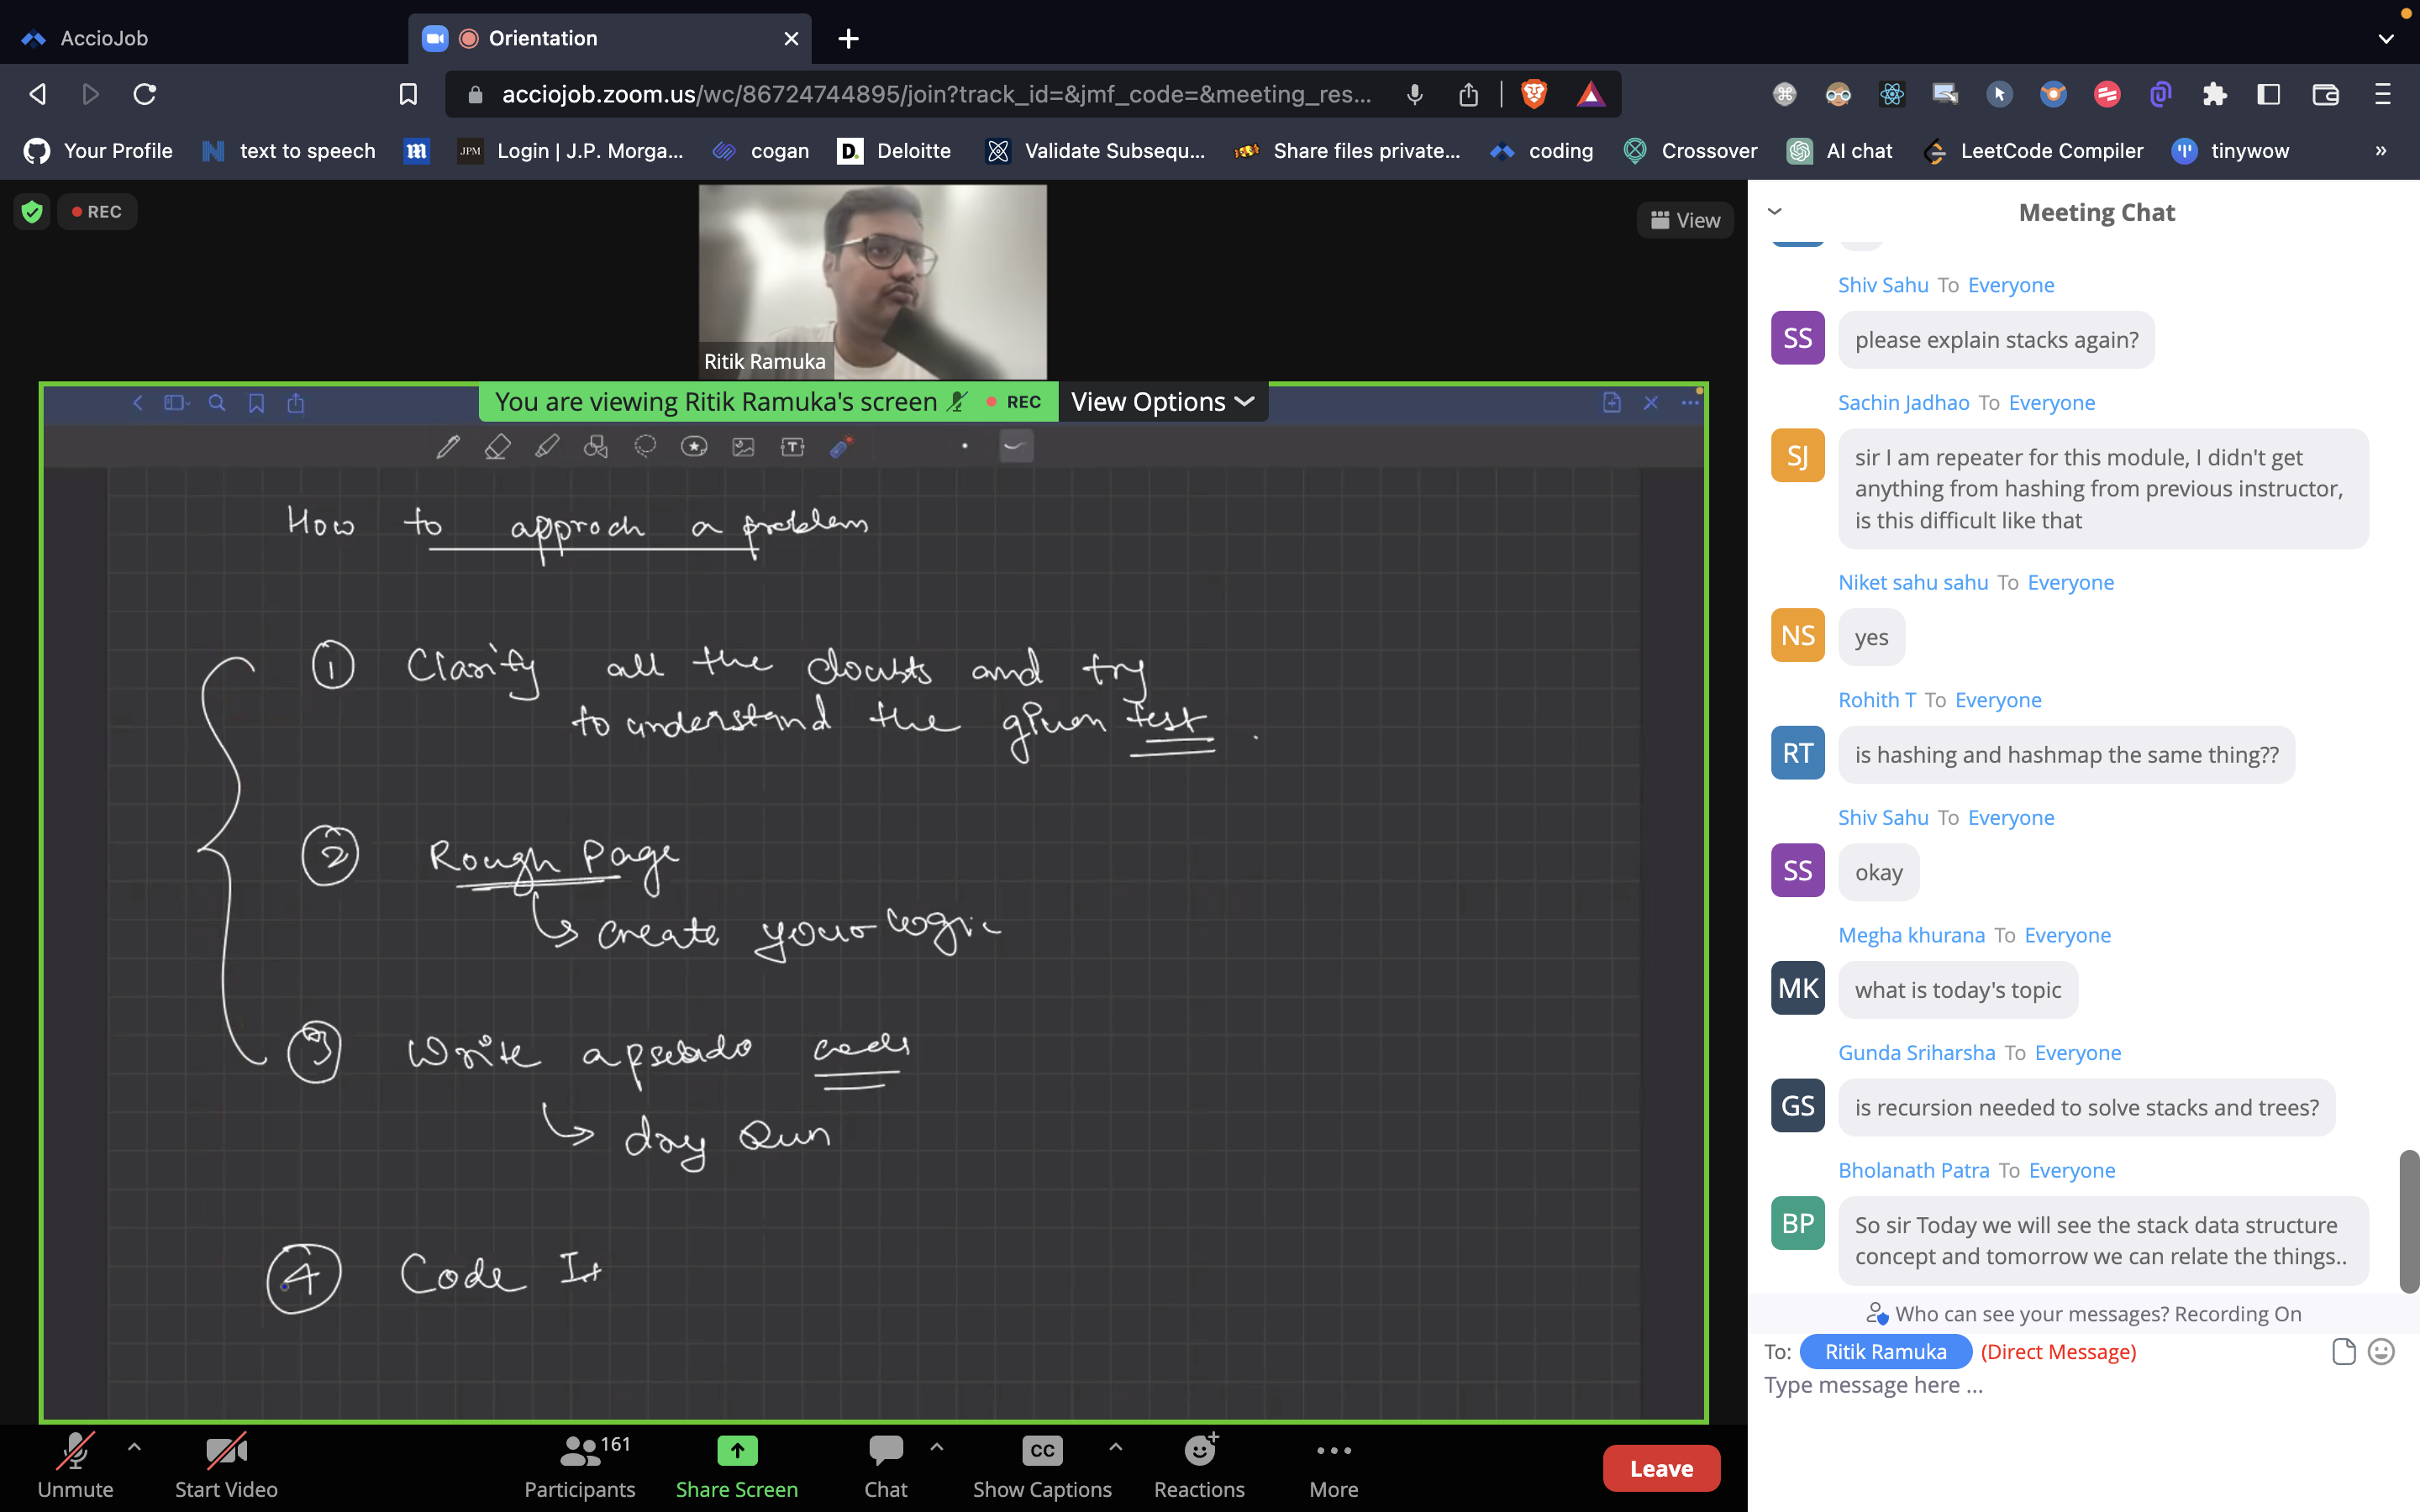 AccioJob
Orientation
acciojob.zoom.us/wc/86724744895/join?track_id=&jmf_code=&meeting_res...
Your Profile
text to speech
m
JPM
Login | J.P. Morga...
cogan
D.
Deloitte
Validate Subsequ...
Share files private...
coding
Crossover
AI chat
LeetCode Compiler
tinywow
»
REC
View
Ritik Ramuka
You are viewing Ritik Ramuka's screen
REC
View Options
How to approch a problem
1 Clarify all the doubts and try
to understand the given test.
2 Rough Page
create your logic
3 Write a pseudo code
dry run
4 Code It
Meeting Chat
Shiv Sahu To Everyone
SS
please explain stacks again?
Sachin Jadhao To Everyone
SJ
sir I am repeater for this module, I didn't get
anything from hashing from previous instructor,
is this difficult like that
Niket sahu sahu To Everyone
NS
yes
Rohith T To Everyone
RT
is hashing and hashmap the same thing??
Shiv Sahu To Everyone
SS
okay
Megha khurana To Everyone
MK
what is today's topic
Gunda Sriharsha To Everyone
GS
is recursion needed to solve stacks and trees?
Bholanath Patra To Everyone
BP
So sir Today we will see the stack data structure
concept and tomorrow we can relate the things..
Who can see your messages? Recording On
To: Ritik Ramuka (Direct Message)
Type message here ...
Unmute
Start Video
161
Participants
Share Screen
Chat
CC
Show Captions
Reactions
More
Leave